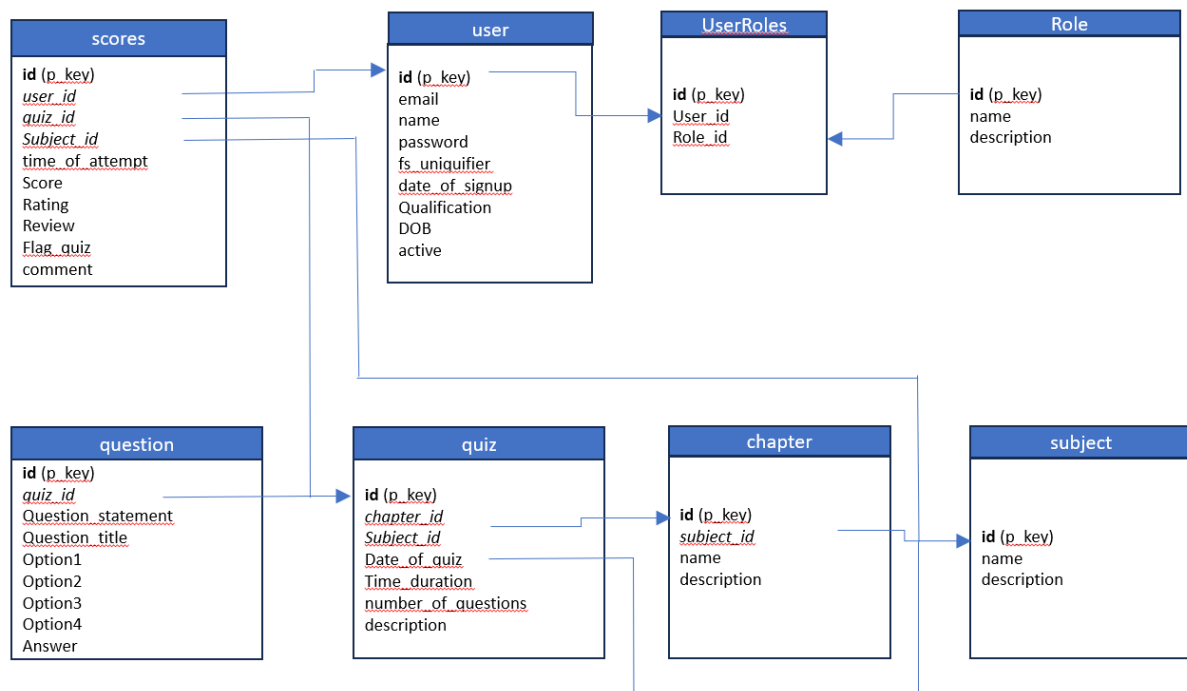 scores
id (p_key)
user_id
quiz_id
Subject_id
time_of_attempt
Score
Rating
Review
Flag_quiz
comment
user
id (p_key)
email
name
password
fs_uniquifier
date_of_signup
Qualification
DOB
active
UserRoles
id (p_key)
User_id
Role_id
Role
id (p_key)
name
description
question
id (p_key)
quiz_id
Question_statement
Question_title
Option1
Option2
Option3
Option4
Answer
quiz
id (p_key)
chapter_id
Subject_id
Date_of_quiz
Time_duration
number_of_questions
description
chapter
id (p_key)
subject_id
name
description
subject
id (p_key)
name
description